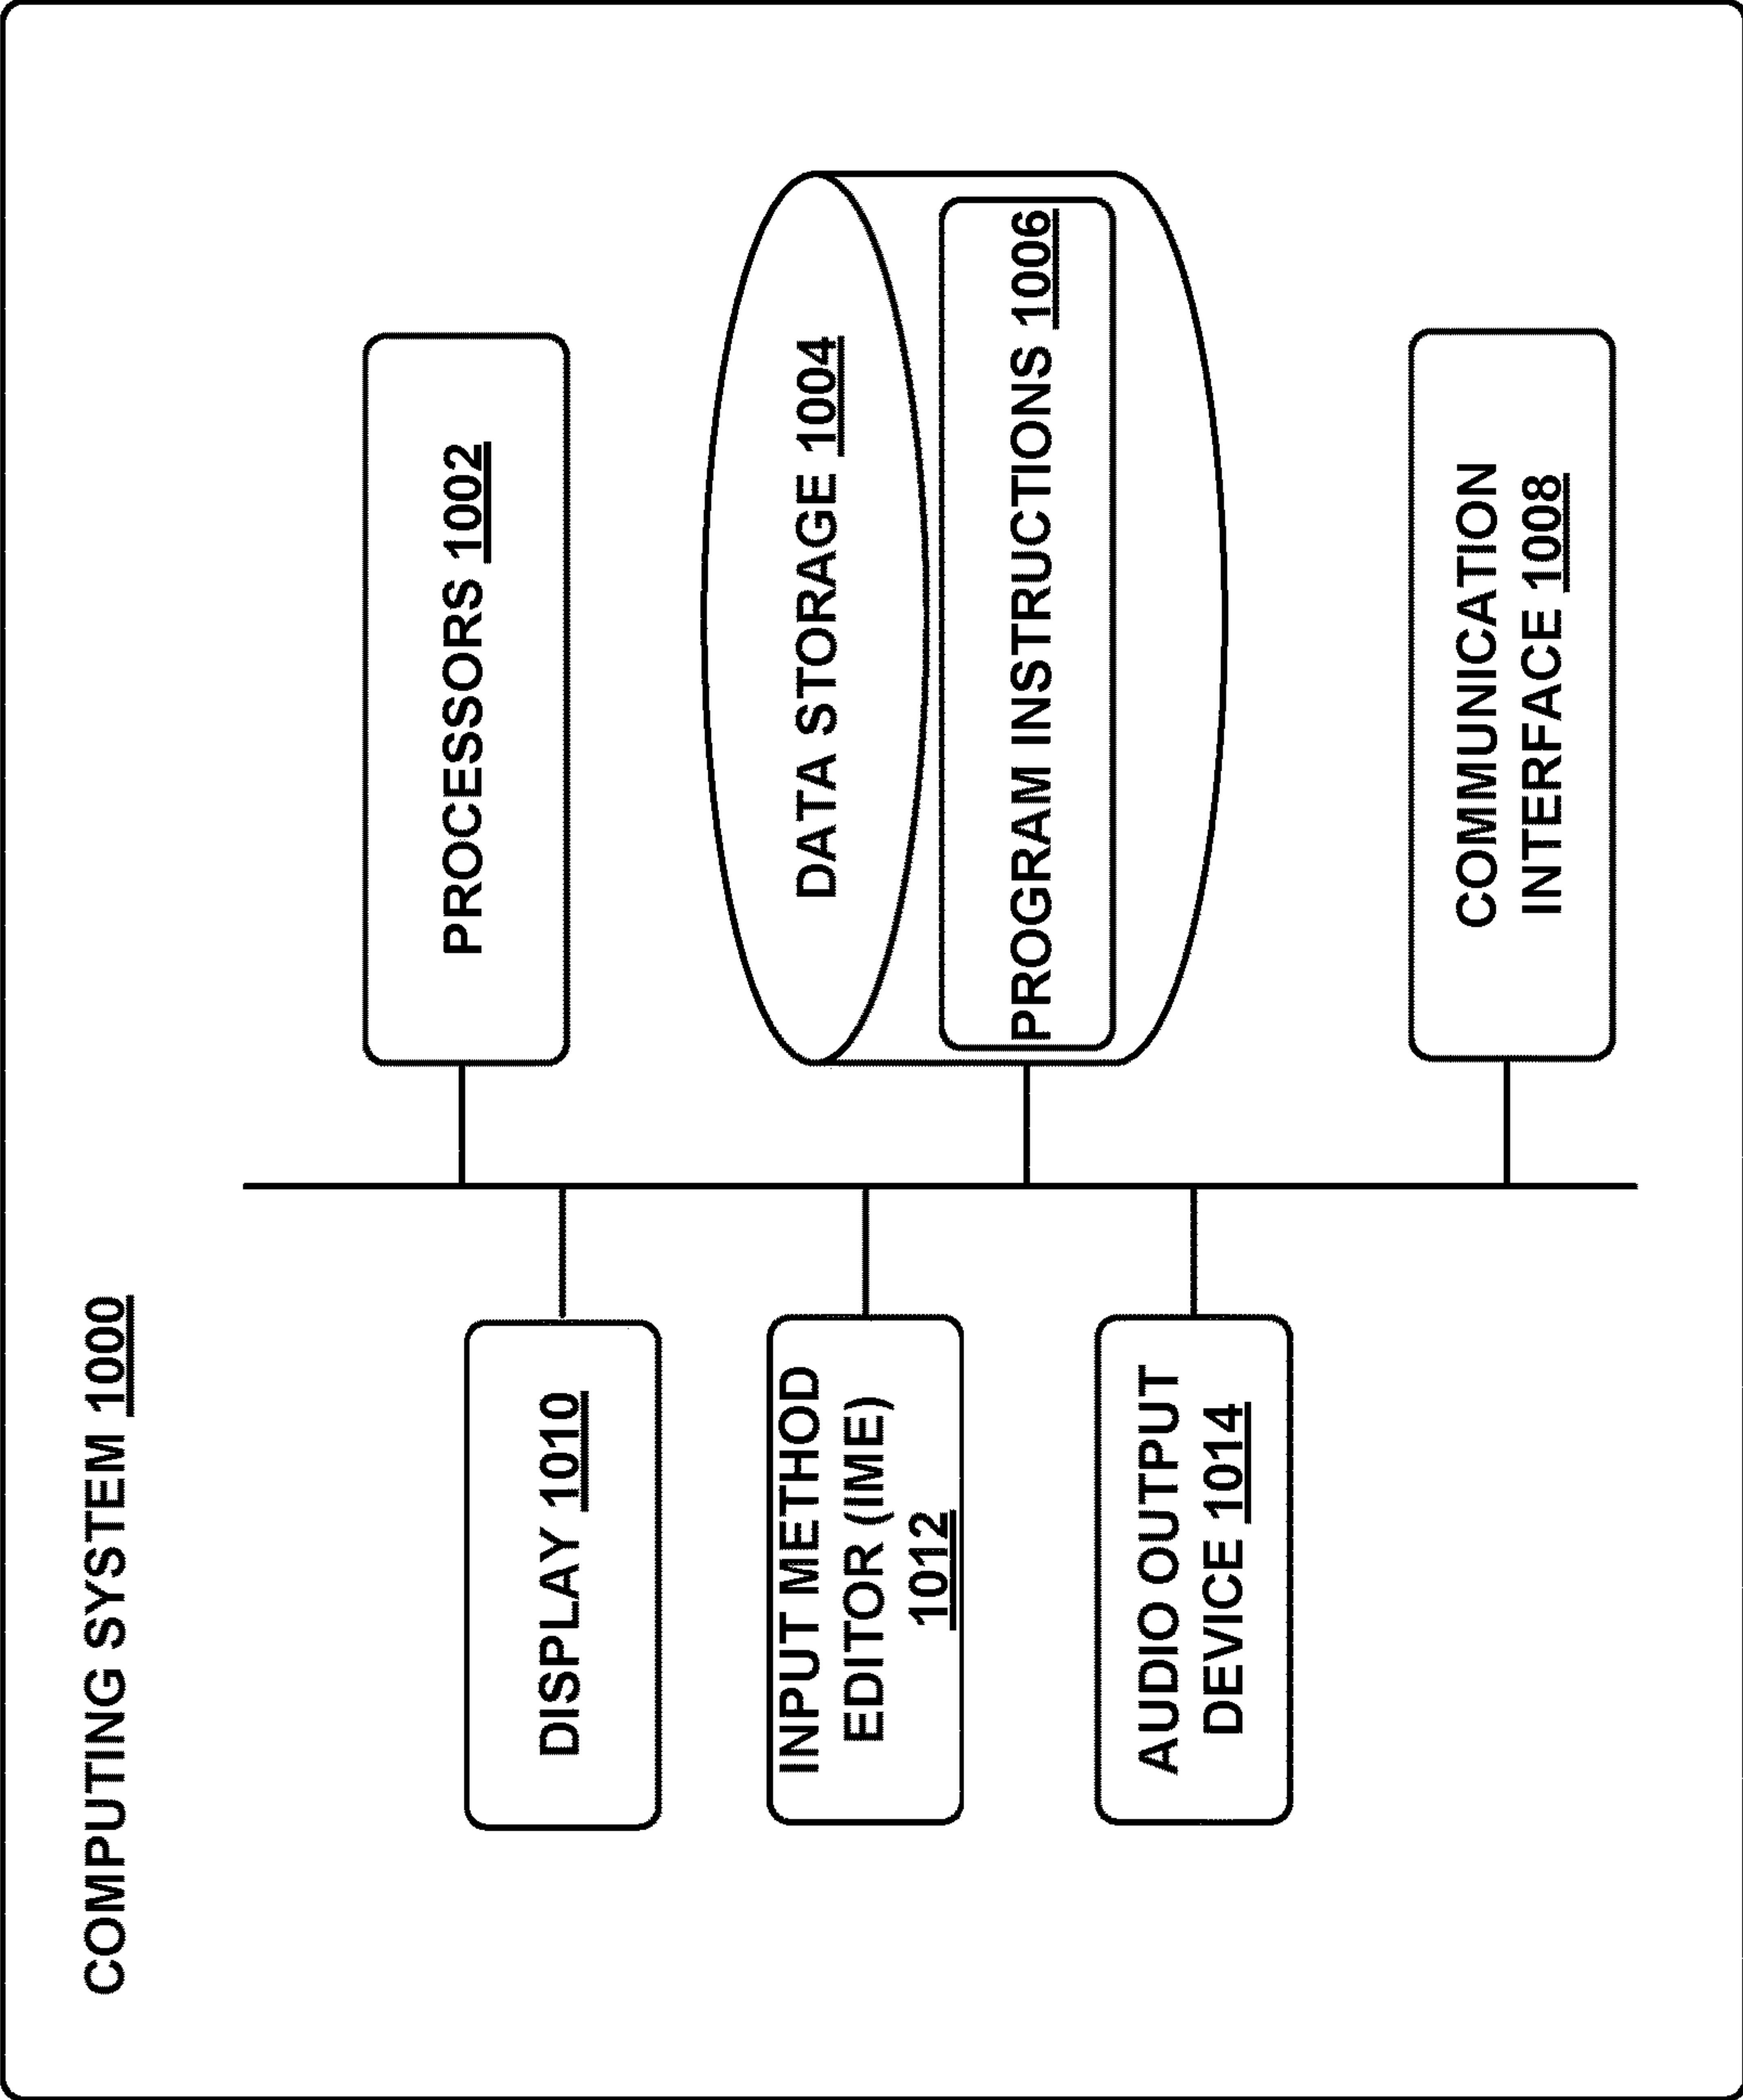 COMPUTING SYSTEM 1000
DISPLAY 1010
INPUT METHOD
EDITOR (IME)
1012
AUDIO OUTPUT
DEVICE 1014
PROCESSORS 1002
DATA STORAGE 1004
PROGRAM INSTRUCTIONS 1006
COMMUNICATION
INTERFACE 1008